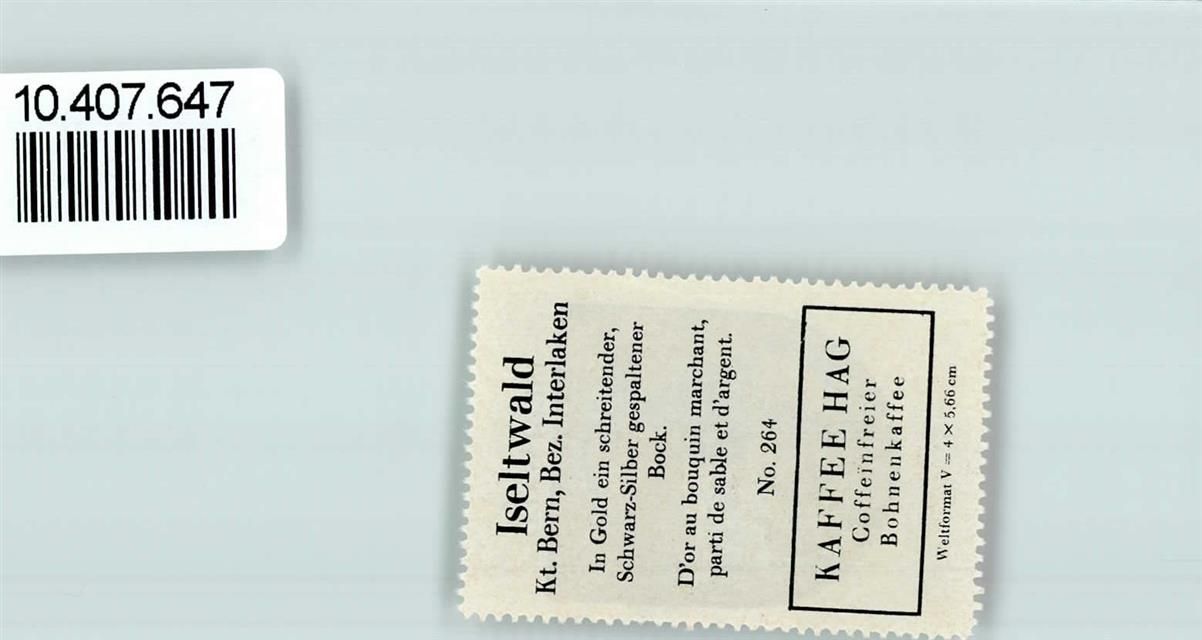 10.407.647
Iseltwald
Kt. Bern, Bez. Interlaken
In Gold ein schreitender,
Schwarz-Silber gespaltener
Bock.
D'or au bouquin marchant,
parti de sable et d'argent.
No. 264
KAFFEE HAG
Coffeïnfreier
Bohnenkaffee
Weltformat V = 4 × 5,66 cm